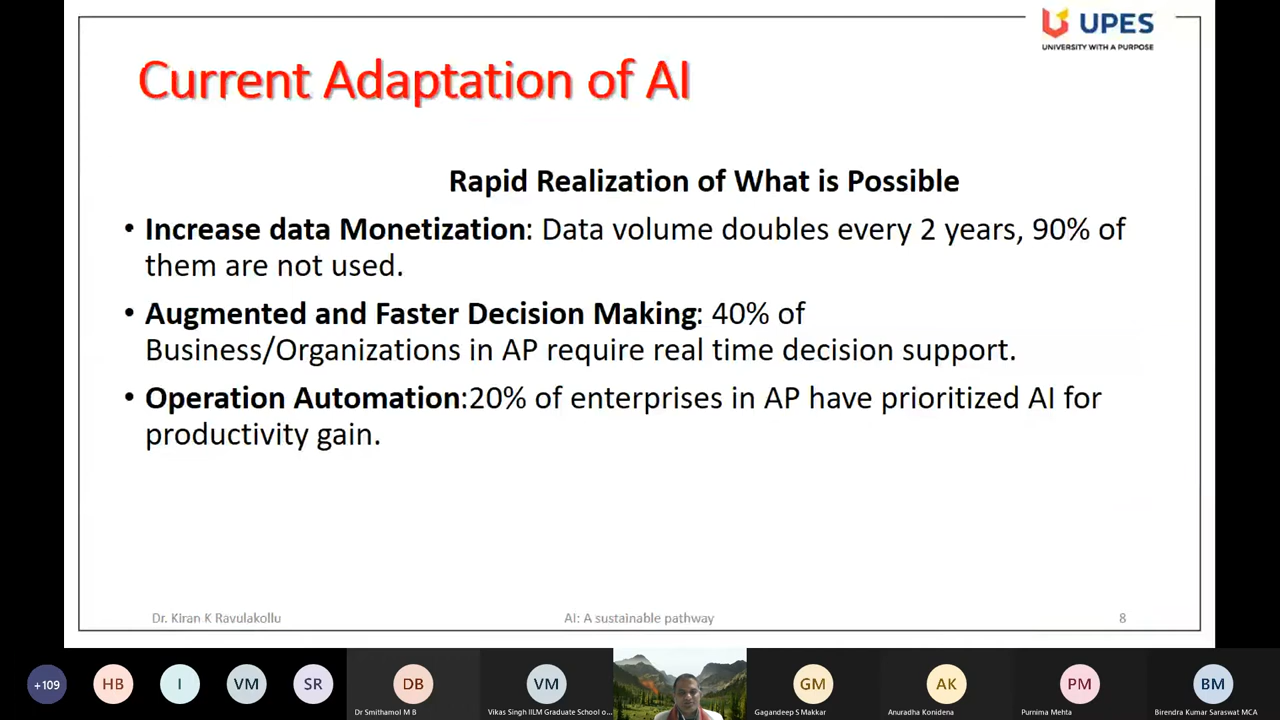 UPES
UNIVERSITY WITH A PURPOSE
Current Adaptation of AI
Rapid Realization of What is Possible
• Increase data Monetization: Data volume doubles every 2 years, 90% of
them are not used.
• Augmented and Faster Decision Making: 40% of
Business/Organizations in AP require real time decision support.
• Operation Automation:20% of enterprises in AP have prioritized AI for
productivity gain.
Dr. Kiran K Ravulakollu
AI: A sustainable pathway
8
+109
HB
I
VM
SR
DB
VM
GM
AK
PM
BM
Dr Smithamol M B
Vikas Singh IILM Graduate School o...
Gagandeep S Makkar
Anuradha Konidena
Purnima Mehta
Birendra Kumar Saraswat MCA